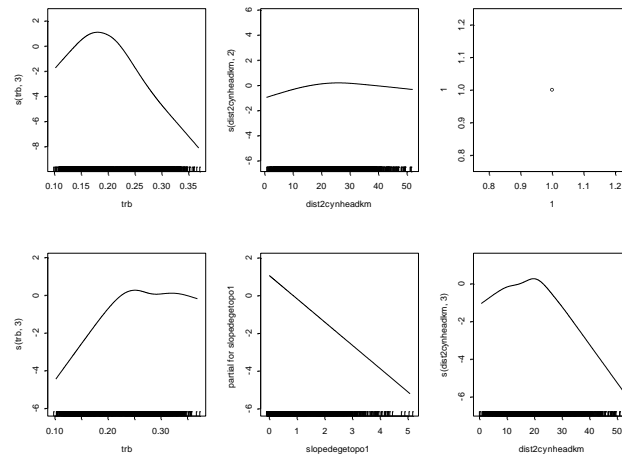 2
0
-2
-4
-6
-8
s(trb, 3)
0.10 0.15 0.20 0.25 0.30 0.35
trb
2
0
-2
-4
-6
s(dist2cynheadkm, 2)
0 10 20 30 40 50
dist2cynheadkm
1.2
1.1
1.0
0.9
0.8
1
0.8 0.9 1.0 1.1 1.2
1
2
0
-2
-4
-6
s(trb, 3)
0.10 0.20 0.30
trb
2
0
-2
-4
-6
partial for slopedegetopo1
0 1 2 3 4 5
slopedegetopo1
0
-2
-4
-6
s(dist2cynheadkm, 3)
0 10 20 30 40 50
dist2cynheadkm